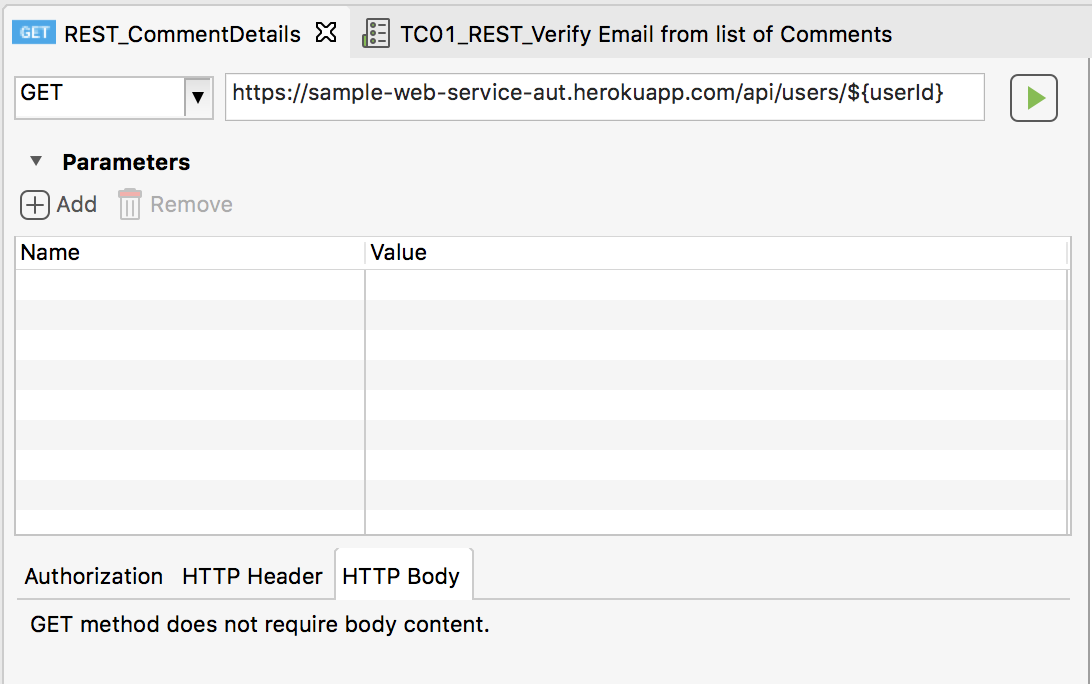 GET REST_CommentDetails TC01_REST_Verify Email from list of Comments
GET https://sample-web-service-aut.herokuapp.com/api/users/${userId}
Parameters
Add Remove
Name Value
Authorization HTTP Header HTTP Body
GET method does not require body content.